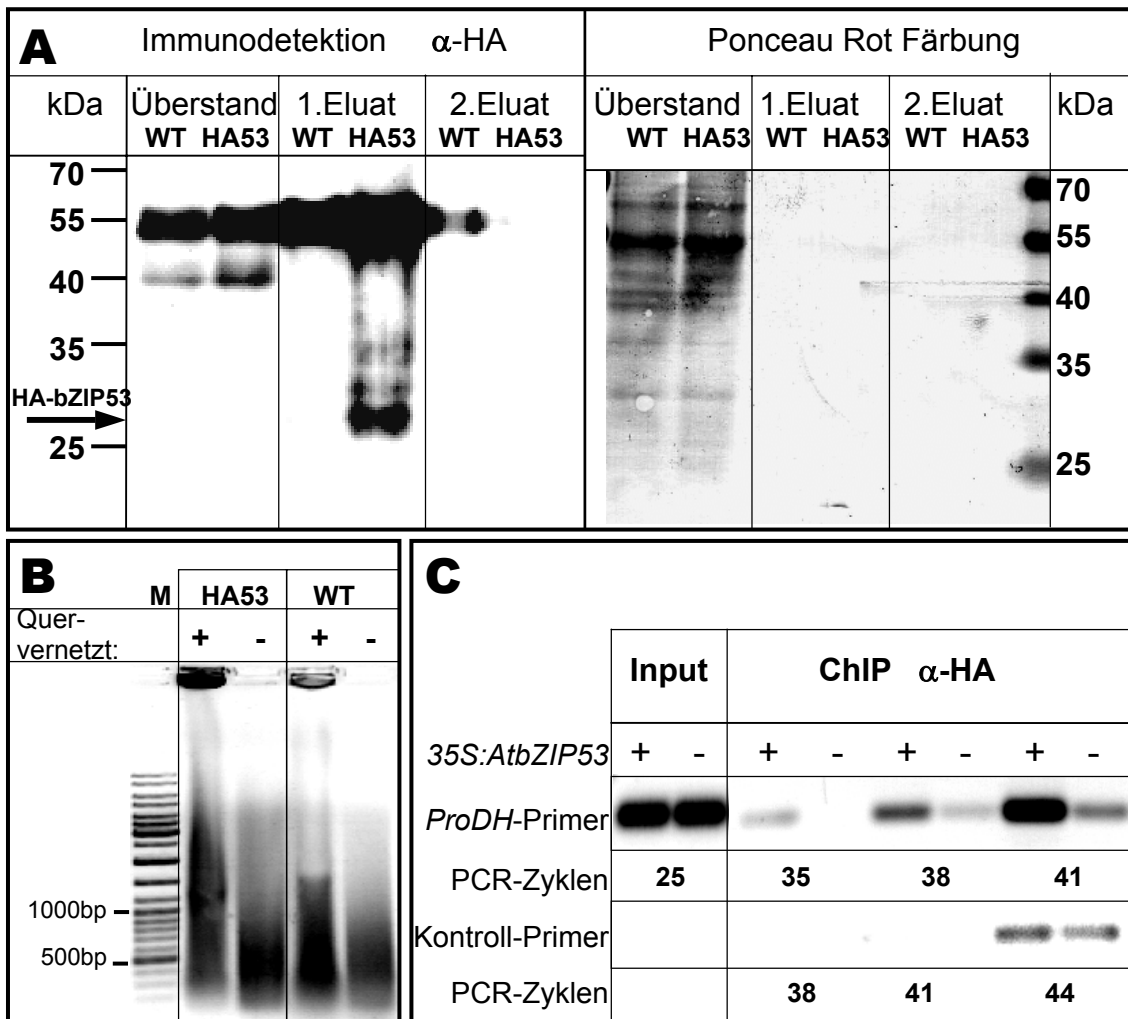 A
Immunodetektion α-HA
Ponceau Rot Färbung
kDa
Überstand 1.Eluat 2.Eluat
WT HA53 WT HA53 WT HA53
Überstand 1.Eluat 2.Eluat
WT HA53 WT HA53 WT HA53
kDa
70
55
40
35
HA-bZIP53
25
70
55
40
35
25
B
M HA53 WT
Quer-
vernetzt: + - + -
1000bp
500bp
C
Input ChIP α-HA
35S:AtbZIP53 + - + - + - + -
ProDH-Primer
PCR-Zyklen 25 35 38 41
Kontroll-Primer
PCR-Zyklen 38 41 44